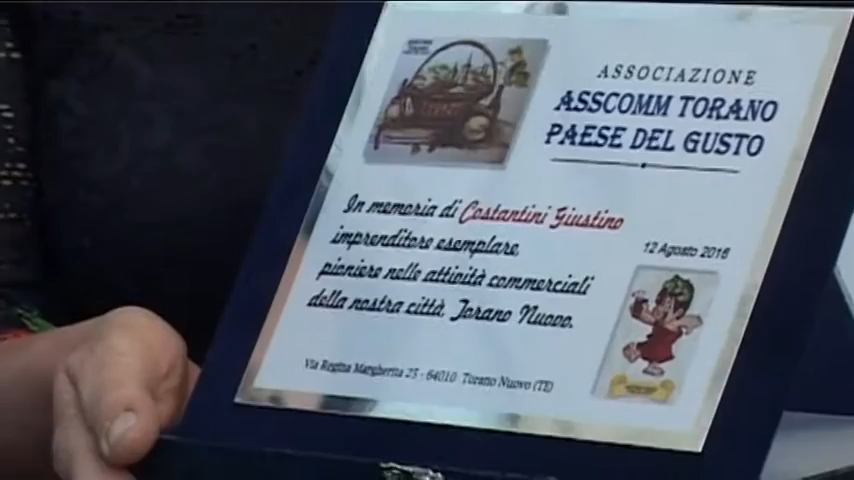 ASSOCIAZIONE
ASSCOMM TORANO
PAESE DEL GUSTO
In memoria di Costantini Giustino
imprenditore esemplare,
pioniere nelle attività commerciali
della nostra città, Torano Nuovo.
12 Agosto 2016
Via Regina Margherita 25 - 64010 Torano Nuovo (TE)